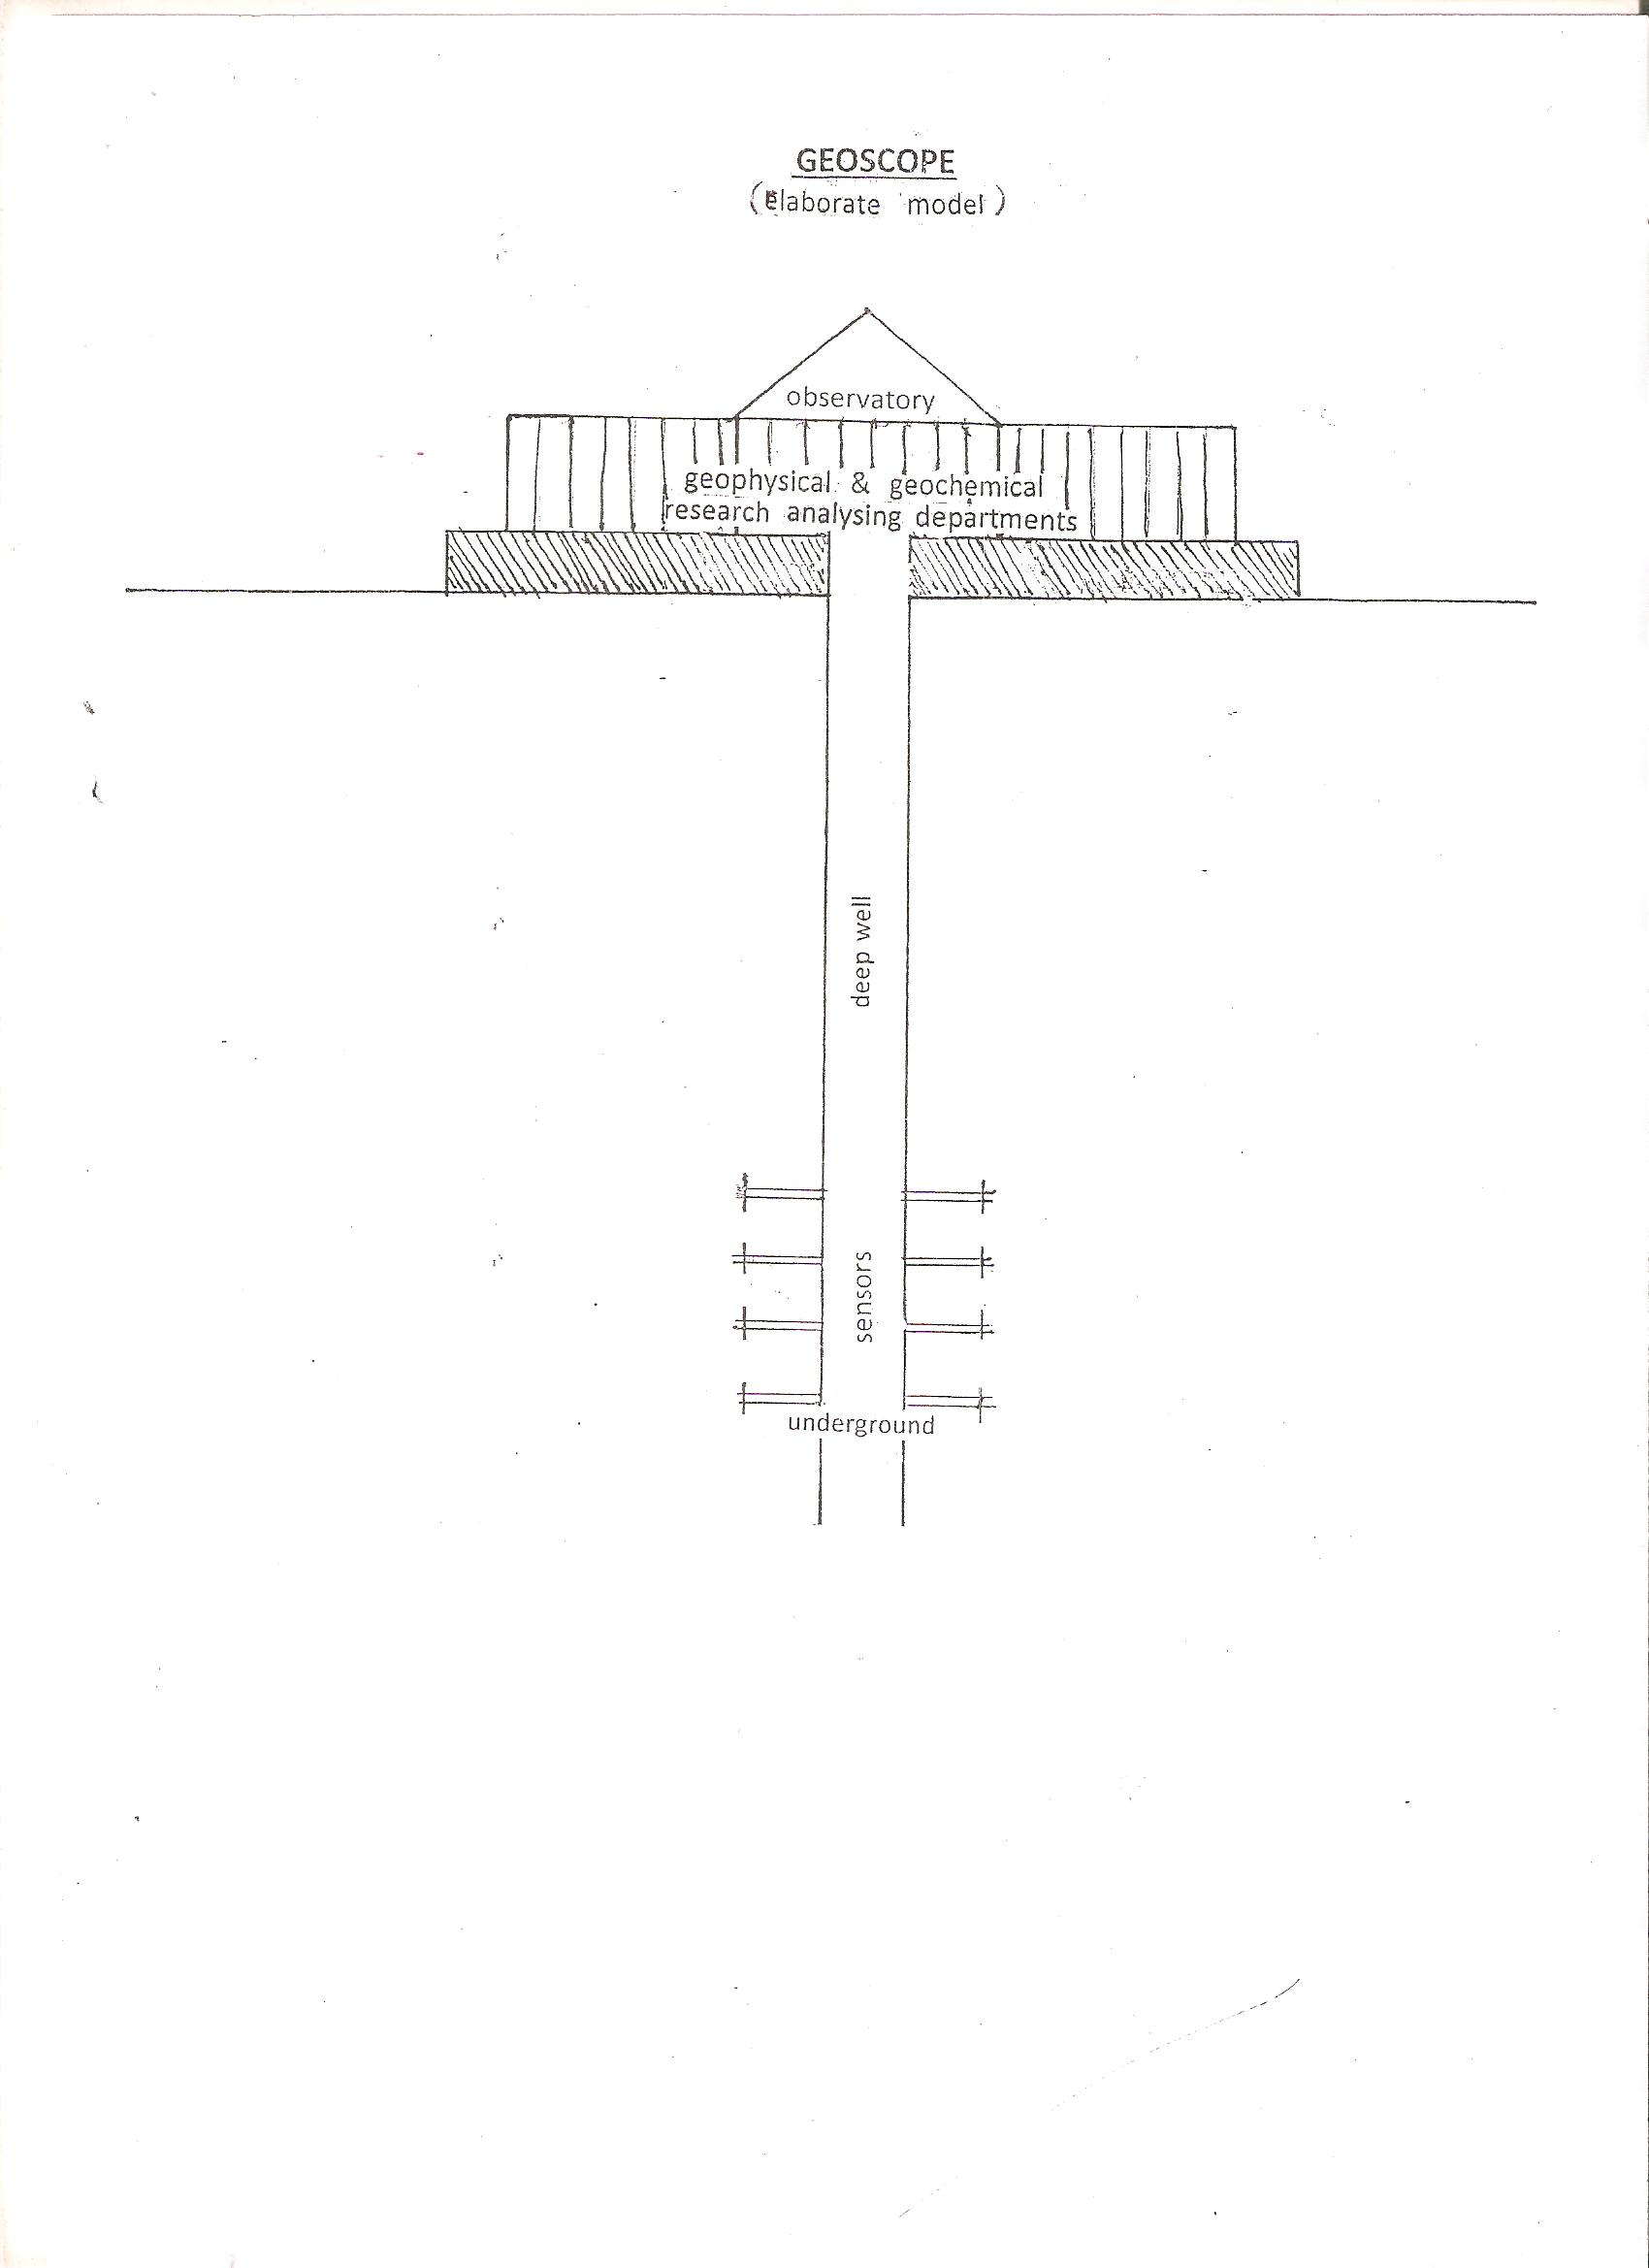 GEOSCOPE
(Elaborate model)
observatory
geophysical & geochemical
research analysing departments
deep well
sensors
underground